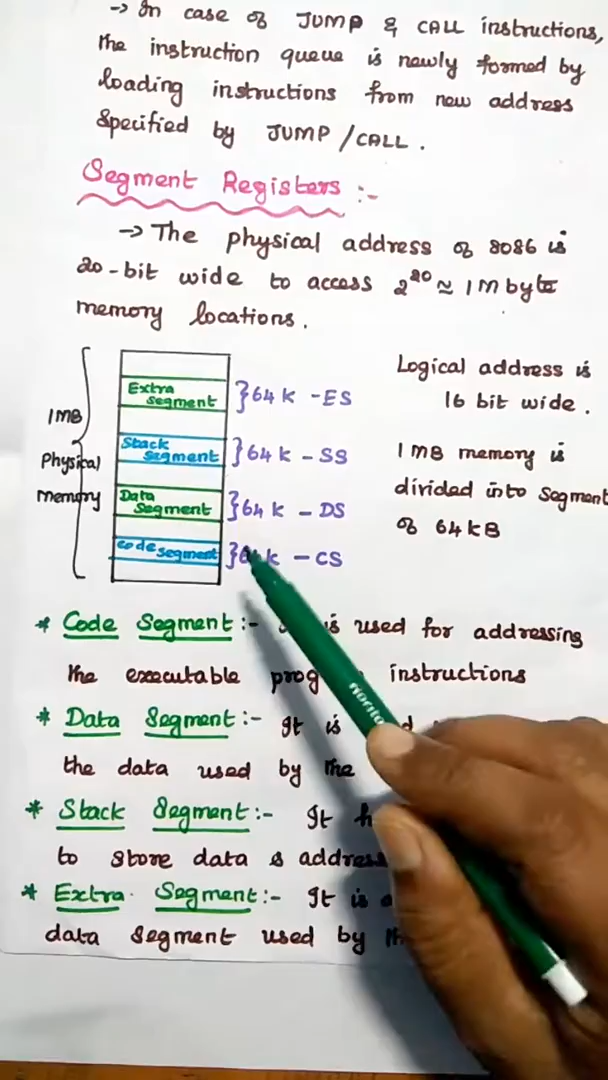 -> In case of JUMP & CALL instructions,
the instruction queue is newly formed by
loading instructions from new address
specified by JUMP /CALL.
Segment Registers :-
-> The physical address of 8086 is
20-bit wide to access 2^20 ≈ 1M byte
memory locations.
1MB
Physical
memory
Extra
segment
}64k - ES
Stack
segment
}64k - SS
Data
segment
}64k - DS
code segment
}64k - CS
Logical address is
16 bit wide.
1MB memory is
divided into segment
of 64kB
* Code Segment :- is used for addressing
the executable instructions
* Data Segment :- It is
the data used by the
* Stack Segment :- It
to store data &
* Extra Segment :- It is
data segment used by